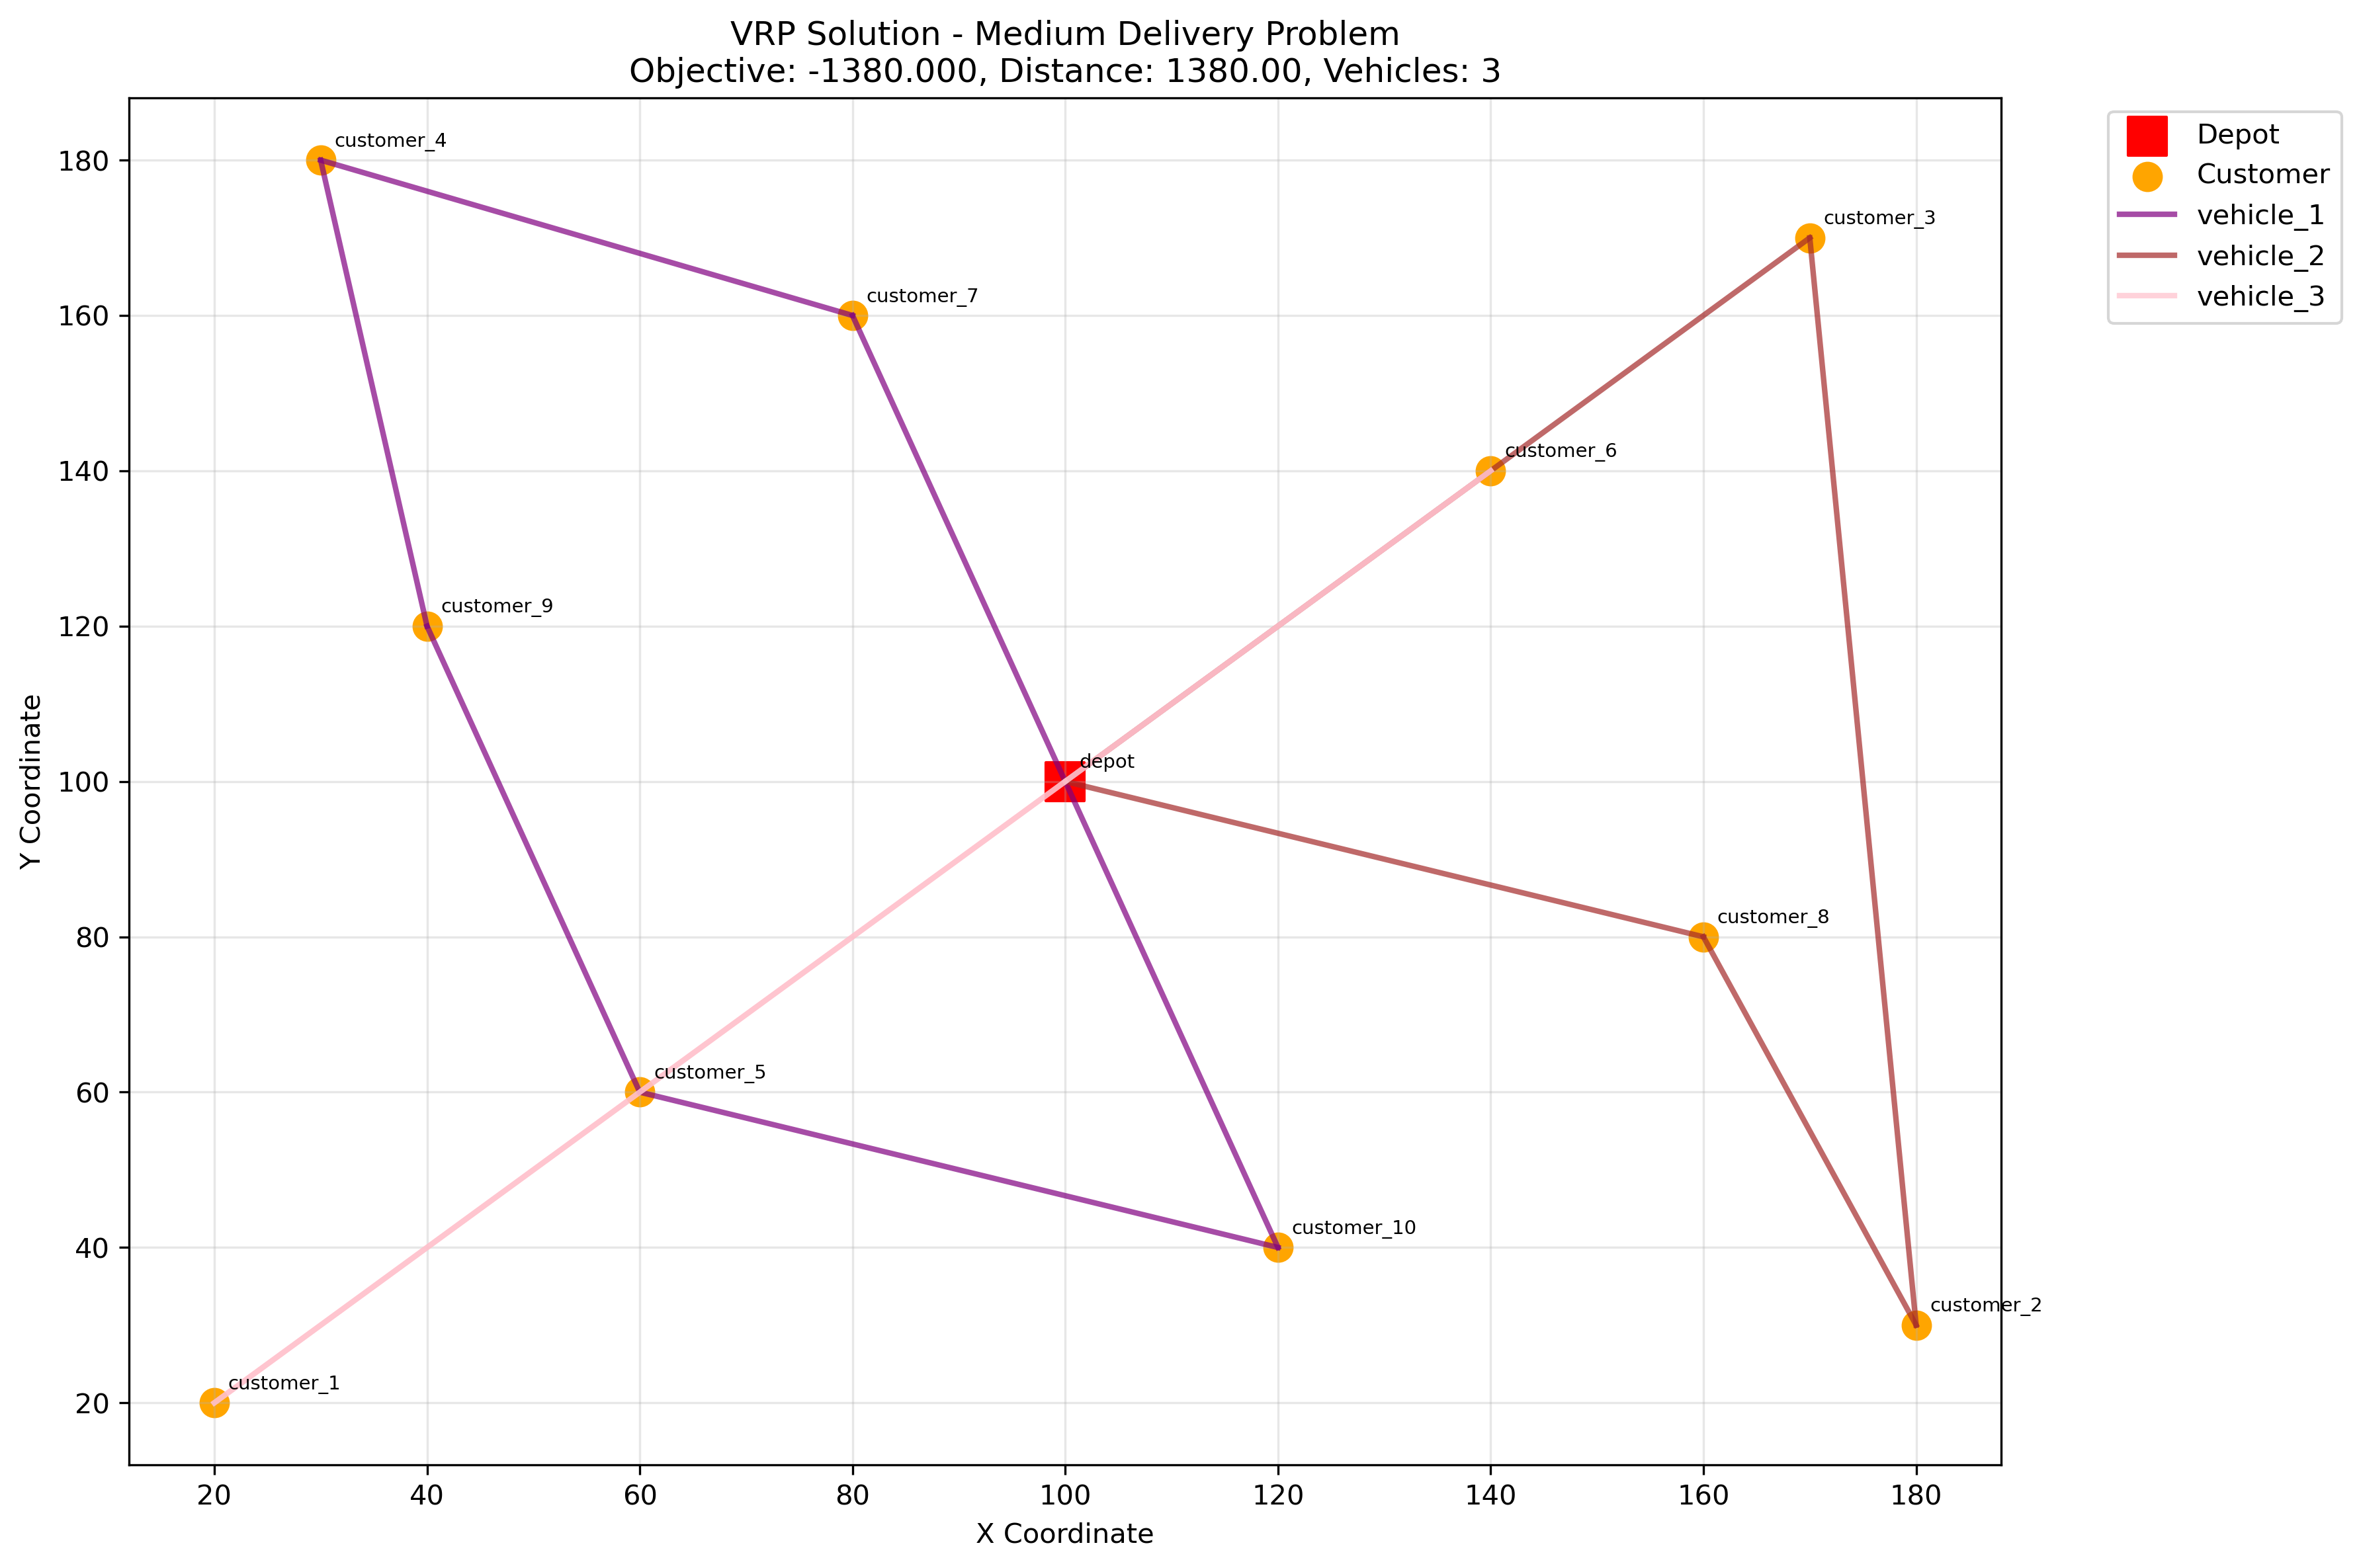 VRP Solution - Medium Delivery Problem
Objective: -1380.000, Distance: 1380.00, Vehicles: 3
Depot
Customer
vehicle_1
vehicle_2
vehicle_3
customer_4
customer_3
customer_7
customer_6
customer_9
depot
customer_8
customer_5
customer_10
customer_2
customer_1
180
160
140
120
100
80
60
40
20
Y Coordinate
20 40 60 80 100 120 140 160 180
X Coordinate